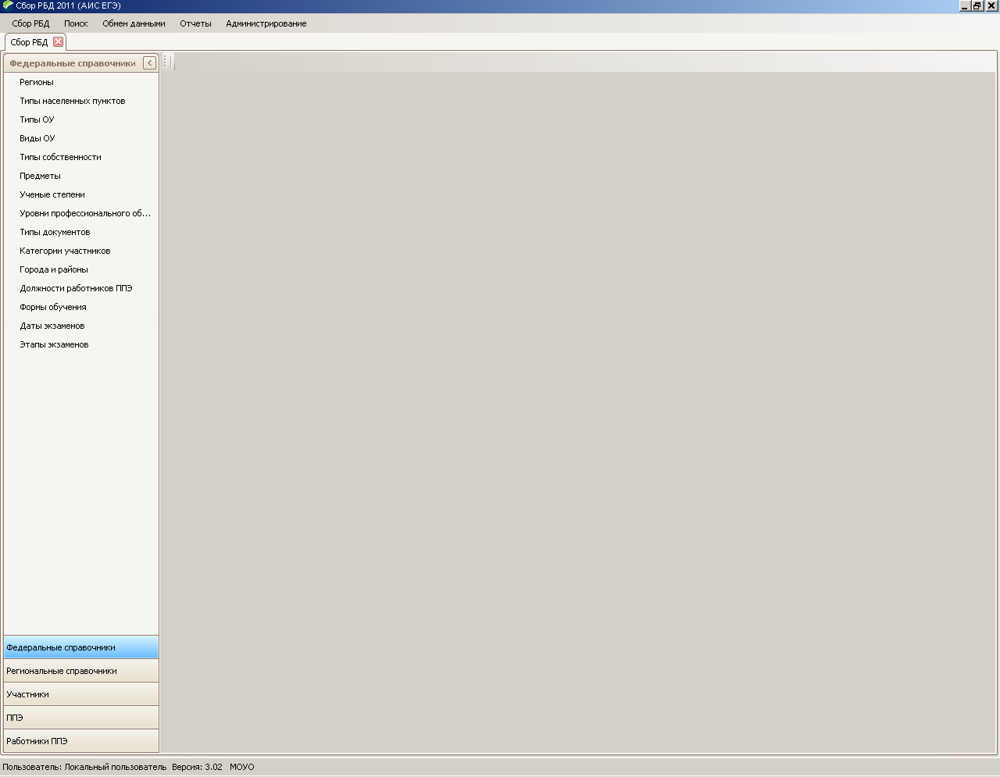 Сбор РБД 2011 (АИС ЕГЭ)
Сбор РБД Поиск Обмен данными Отчеты Администрирование
Сбор РБД
Федеральные справочники
Регионы
Типы населенных пунктов
Типы ОУ
Виды ОУ
Типы собственности
Предметы
Ученые степени
Уровни профессионального об...
Типы документов
Категории участников
Города и районы
Должности работников ППЭ
Формы обучения
Даты экзаменов
Этапы экзаменов
Федеральные справочники
Региональные справочники
Участники
ППЭ
Работники ППЭ
Пользователь: Локальный пользователь Версия: 3.02 МОУО